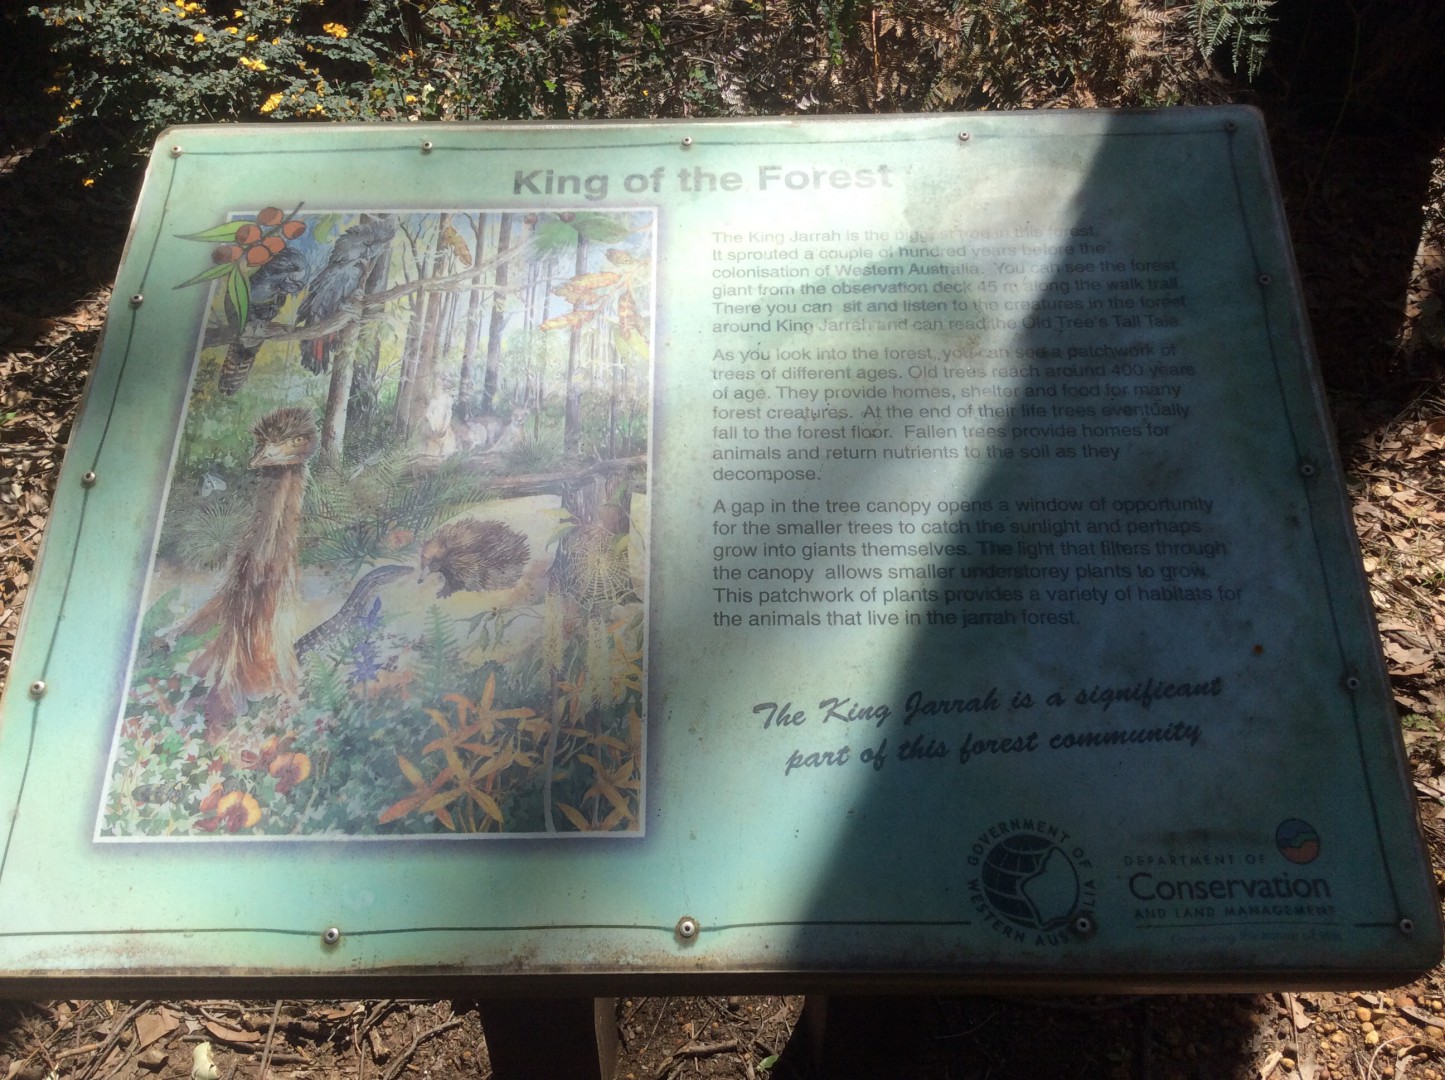 King of the Forest
The King Jarrah is the biggest tree in this forest.
It sprouted a couple of hundred years before the
colonisation of Western Australia. You can see the forest
giant from the observation deck 45 m along the walk trail.
There you can sit and listen to the creatures in the forest
around King Jarrah and can read the Old Tree's Tall Tale.
As you look into the forest, you can see a patchwork of
trees of different ages. Old trees reach around 400 years
of age. They provide homes, shelter and food for many
forest creatures. At the end of their life trees eventually
fall to the forest floor. Fallen trees provide homes for
animals and return nutrients to the soil as they
decompose.
A gap in the tree canopy opens a window of opportunity
for the smaller trees to catch the sunlight and perhaps
grow into giants themselves. The light that filters through
the canopy allows smaller understorey plants to grow.
This patchwork of plants provides a variety of habitats for
the animals that live in the jarrah forest.
The King Jarrah is a significant
part of this forest community
GOVERNMENT OF
WESTERN AUSTRALIA
DEPARTMENT OF
Conservation
AND LAND MANAGEMENT